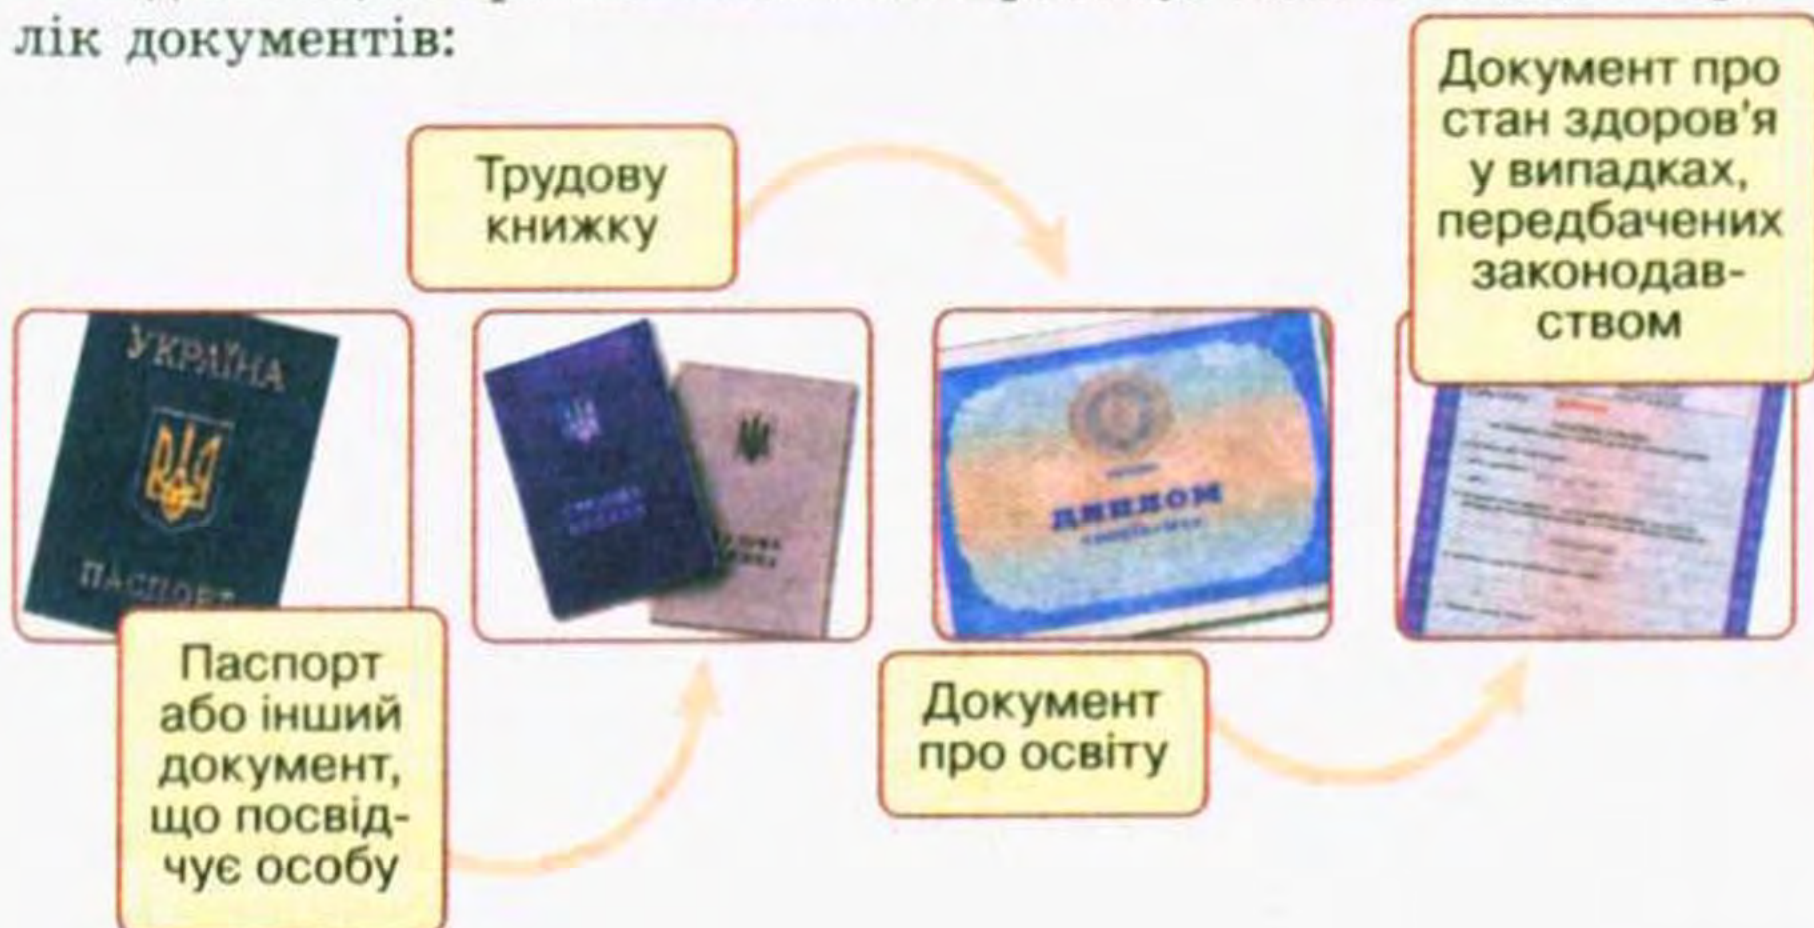 лік документів:
Трудову
книжку
Документ про
стан здоров'я
у випадках,
передбачених
законодав-
ством
УКРАЇНА
ПАСПОРТ
ДИПЛОМ
Паспорт
або інший
документ,
що посвід-
чує особу
Документ
про освіту